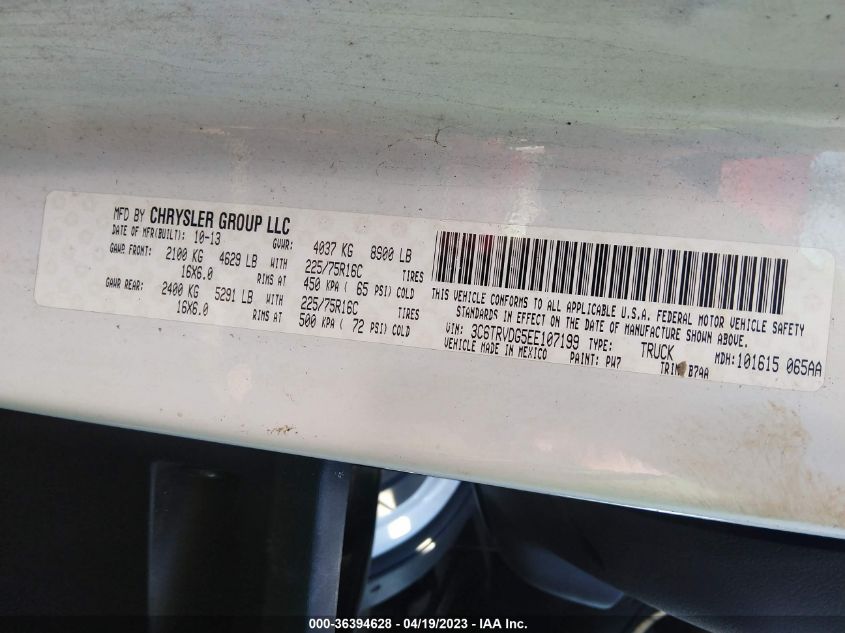 MFD BY CHRYSLER GROUP LLC
DATE OF MFR(BUILT): 10-13 GVWR: 4037 KG 8900 LB
GAWR FRONT: 2100 KG 4629 LB WITH 225/75R16C TIRES
16X6.0 RIMS AT 450 KPA ( 65 PSI) COLD
GAWR REAR: 2400 KG 5291 LB WITH 225/75R16C TIRES
16X6.0 RIMS AT 500 KPA ( 72 PSI) COLD
THIS VEHICLE CONFORMS TO ALL APPLICABLE U.S.A. FEDERAL MOTOR VEHICLE SAFETY
STANDARDS IN EFFECT ON THE DATE OF MANUFACTURE SHOWN ABOVE.
VIN: 3C6TRVDG5EE107199 TYPE: TRUCK MDH: 101615 065AA
VEHICLE MADE IN MEXICO PAINT: PW7 TRIM B7AA
000-36394628 - 04/19/2023 - IAA Inc.